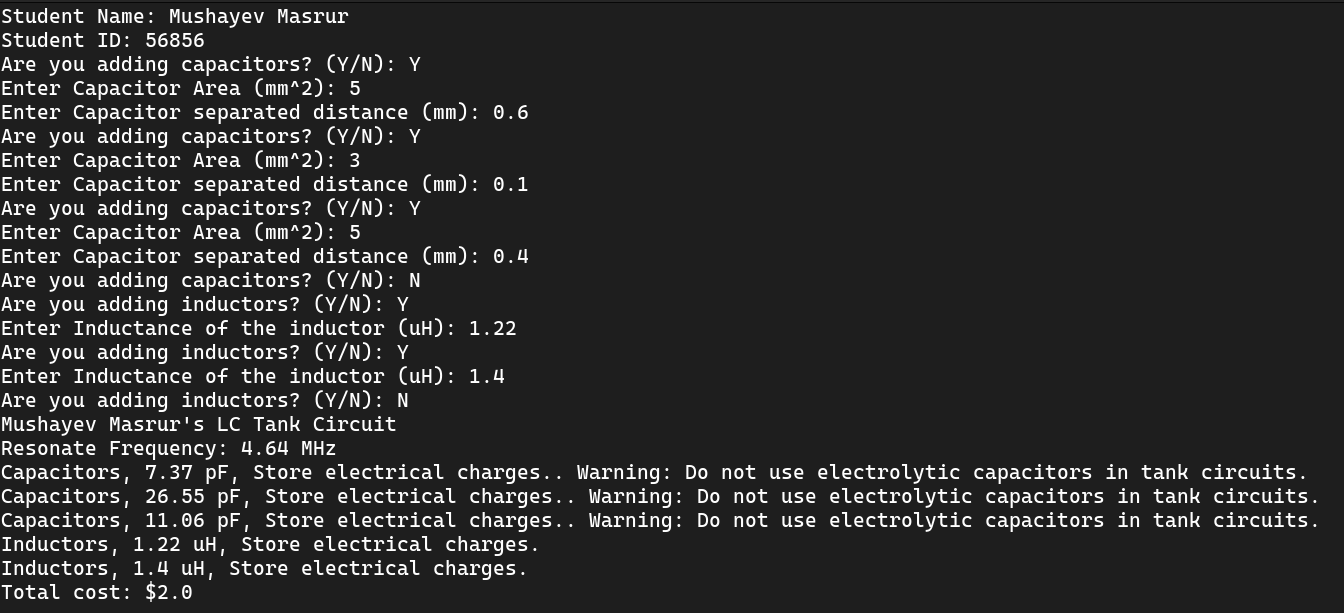 Student Name: Mushayev Masrur
Student ID: 56856
Are you adding capacitors? (Y/N): Y
Enter Capacitor Area (mm^2): 5
Enter Capacitor separated distance (mm): 0.6
Are you adding capacitors? (Y/N): Y
Enter Capacitor Area (mm^2): 3
Enter Capacitor separated distance (mm): 0.1
Are you adding capacitors? (Y/N): Y
Enter Capacitor Area (mm^2): 5
Enter Capacitor separated distance (mm): 0.4
Are you adding capacitors? (Y/N): N
Are you adding inductors? (Y/N): Y
Enter Inductance of the inductor (uH): 1.22
Are you adding inductors? (Y/N): Y
Enter Inductance of the inductor (uH): 1.4
Are you adding inductors? (Y/N): N
Mushayev Masrur's LC Tank Circuit
Resonate Frequency: 4.64 MHz
Capacitors, 7.37 pF, Store electrical charges.. Warning: Do not use electrolytic capacitors in tank circuits.
Capacitors, 26.55 pF, Store electrical charges.. Warning: Do not use electrolytic capacitors in tank circuits.
Capacitors, 11.06 pF, Store electrical charges.. Warning: Do not use electrolytic capacitors in tank circuits.
Inductors, 1.22 uH, Store electrical charges.
Inductors, 1.4 uH, Store electrical charges.
Total cost: $2.0